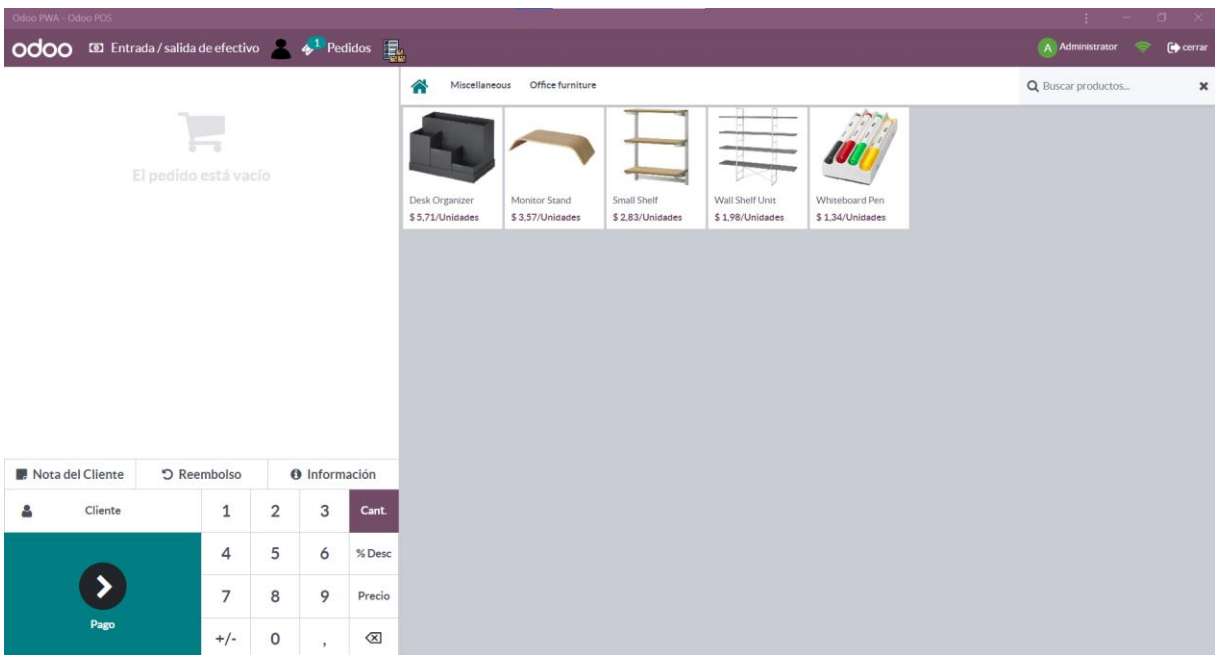 Odoo PWA - Odoo POS
odoo Entrada / salida de efectivo 1 Pedidos A Administrator cerrar
Miscellaneous Office furniture Buscar productos...
El pedido está vacío
Desk Organizer
$ 5,71/Unidades
Monitor Stand
$ 3,57/Unidades
Small Shelf
$ 2,83/Unidades
Wall Shelf Unit
$ 1,98/Unidades
Whiteboard Pen
$ 1,34/Unidades
Nota del Cliente Reembolso Información
Cliente 1 2 3 Cant.
4 5 6 % Desc
7 8 9 Precio
Pago
+/- 0 ,